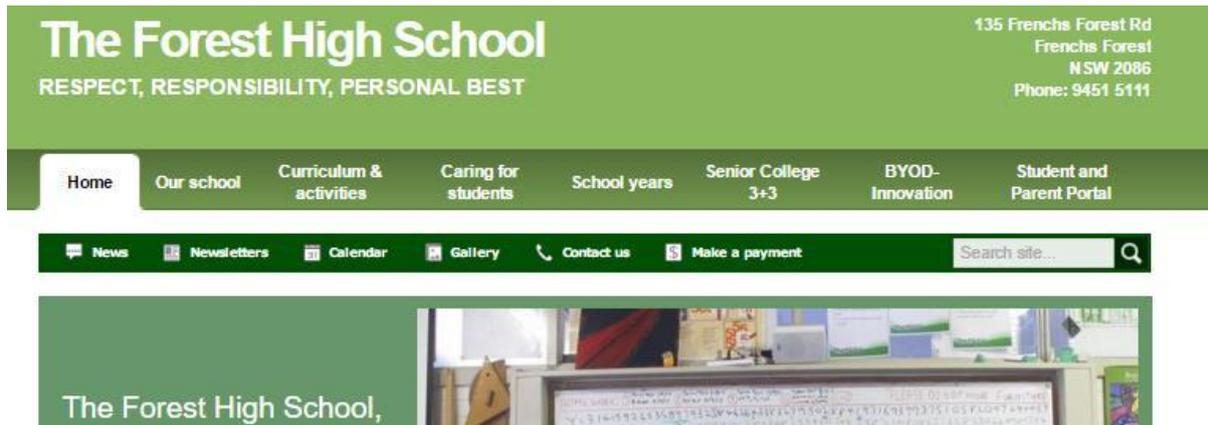 The Forest High School
RESPECT, RESPONSIBILITY, PERSONAL BEST
135 Frenchs Forest Rd
Frenchs Forest
NSW 2086
Phone: 9451 5111
Home
Our school
Curriculum &
activities
Caring for
students
School years
Senior College
3+3
BYOD-
Innovation
Student and
Parent Portal
News
Newsletters
Calendar
Gallery
Contact us
Make a payment
Search site...
The Forest High School,